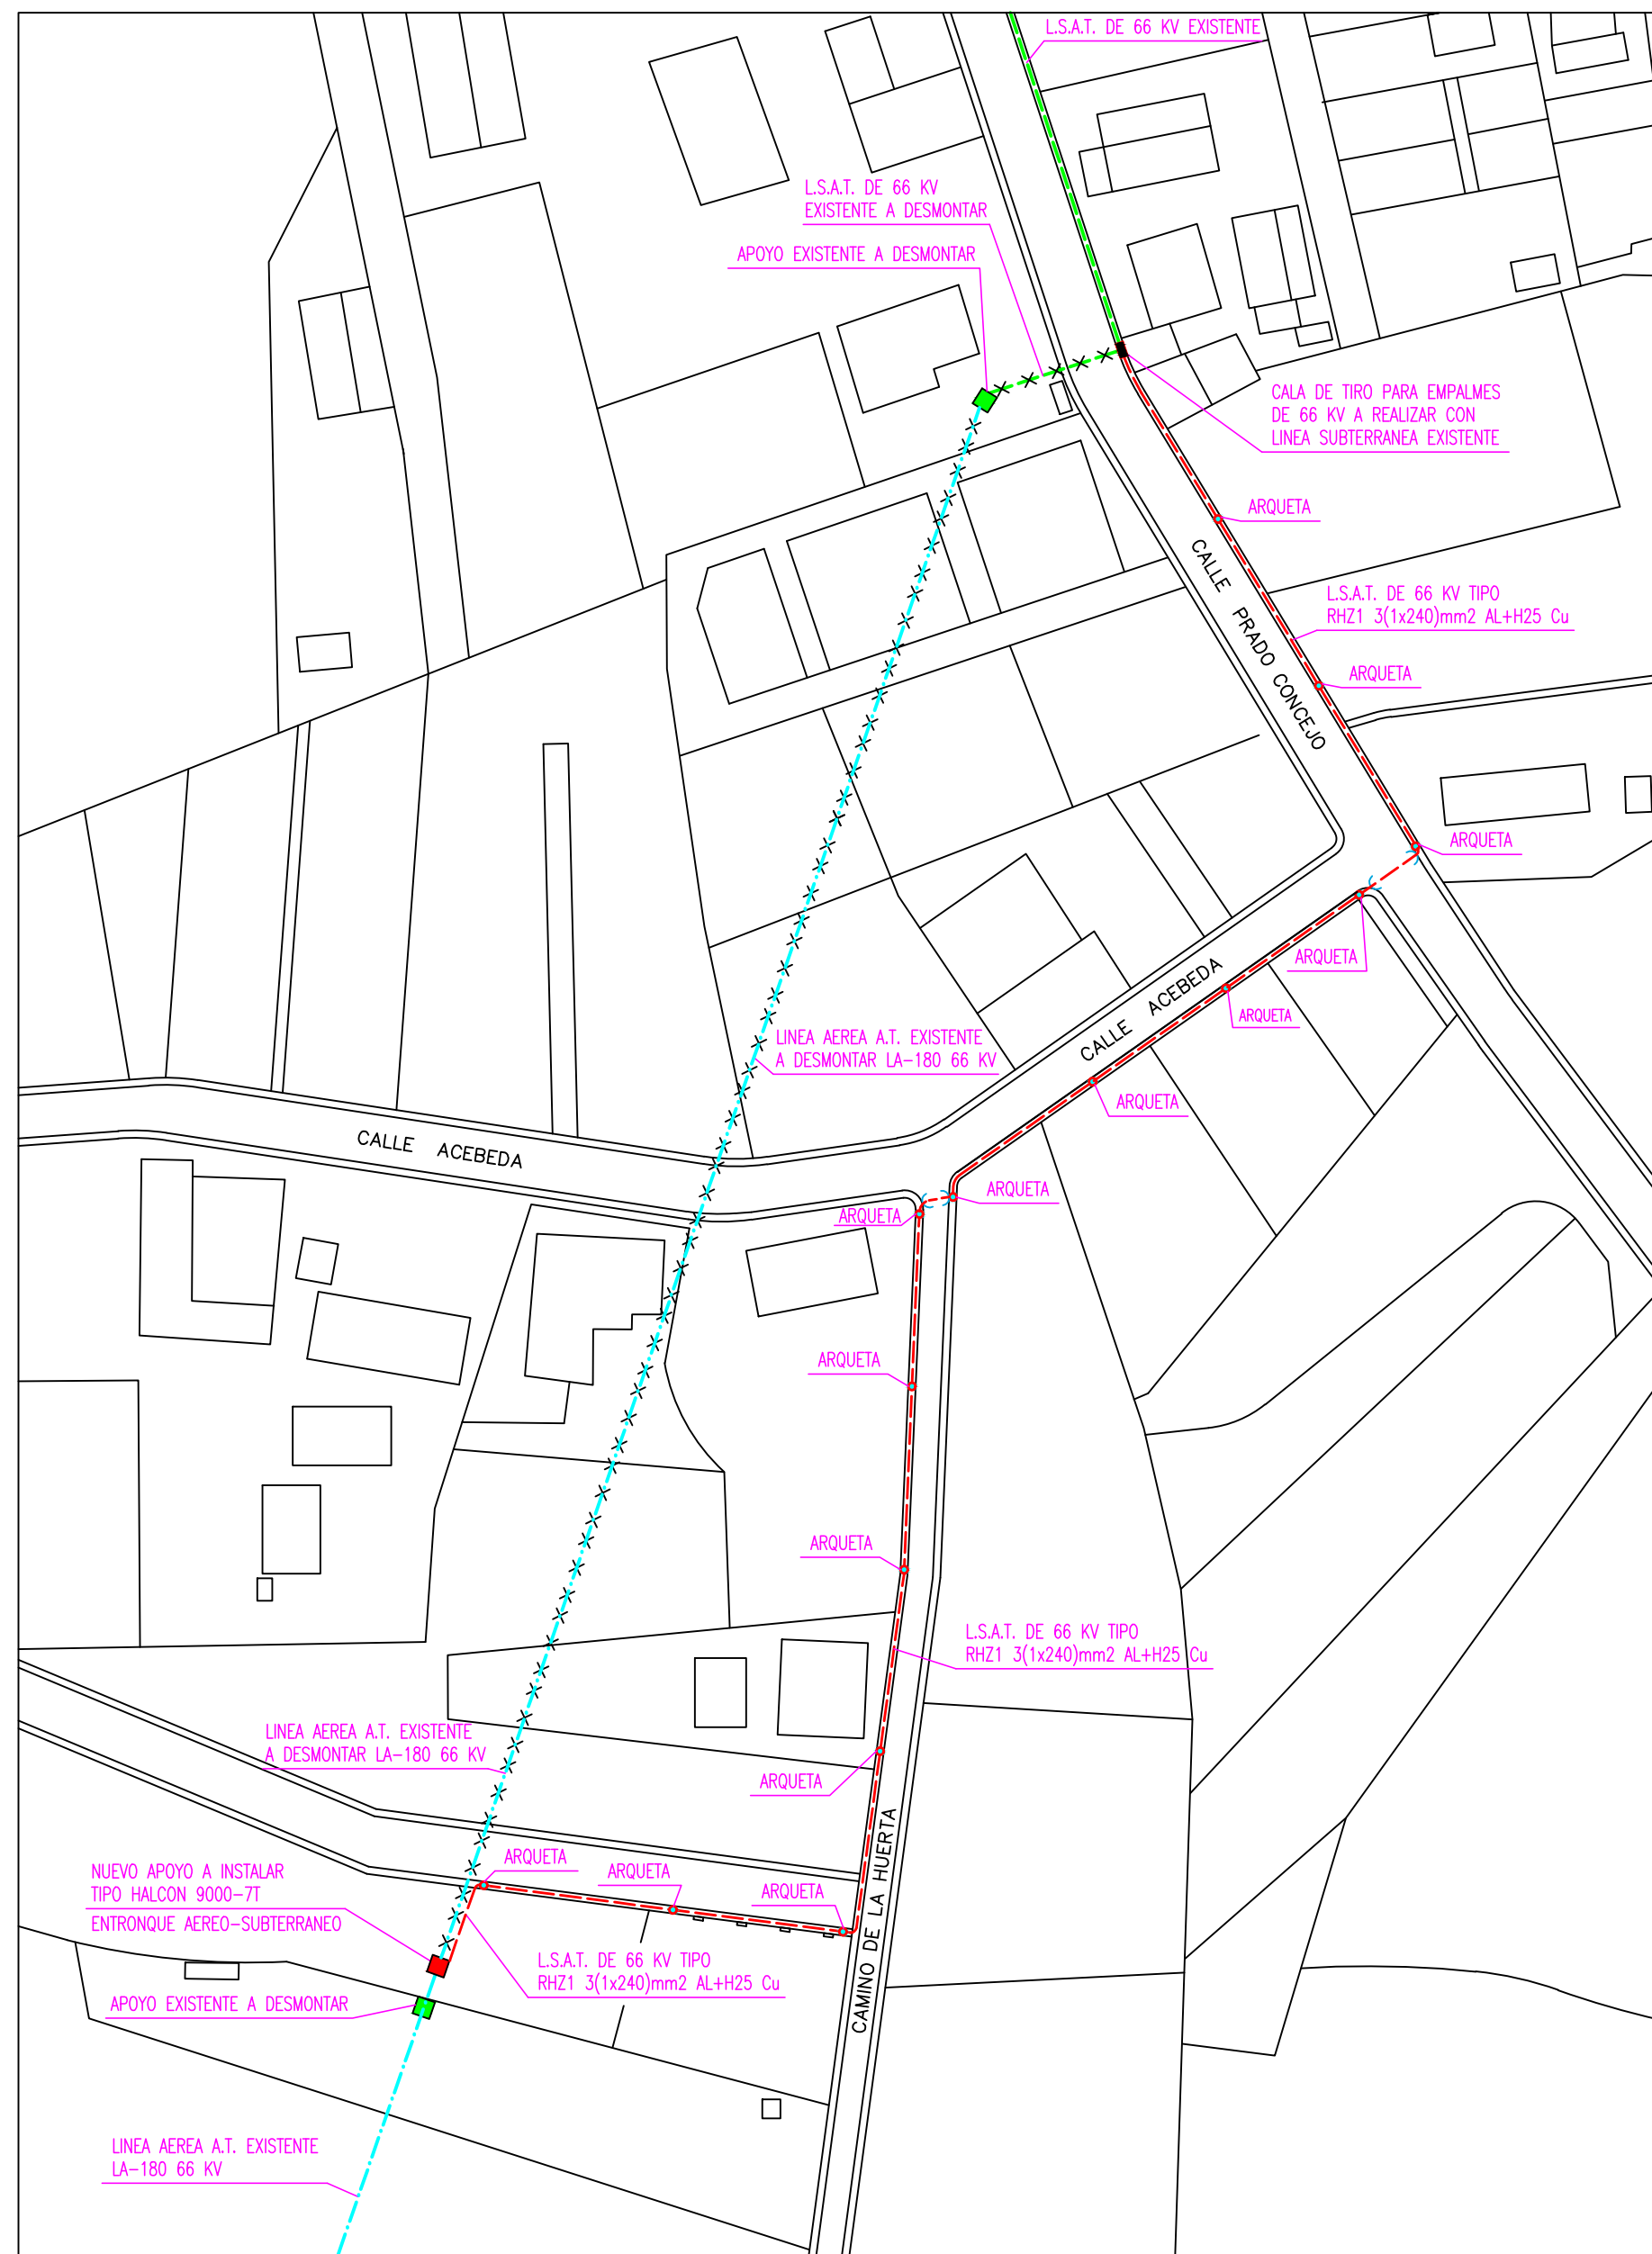 L.S.A.T. DE 66 KV EXISTENTE
L.S.A.T. DE 66 KV
EXISTENTE A DESMONTAR
APOYO EXISTENTE A DESMONTAR
CALA DE TIRO PARA EMPALMES
DE 66 KV A REALIZAR CON
LINEA SUBTERRANEA EXISTENTE
ARQUETA
CALLE PRADO CONCEJO
L.S.A.T. DE 66 KV TIPO
RHZ1 3(1x240)mm2 AL+H25 Cu
ARQUETA
ARQUETA
ARQUETA
CALLE ACEBEDA
ARQUETA
LINEA AEREA A.T. EXISTENTE
A DESMONTAR LA-180 66 KV
ARQUETA
CALLE ACEBEDA
ARQUETA
ARQUETA
ARQUETA
ARQUETA
L.S.A.T. DE 66 KV TIPO
RHZ1 3(1x240)mm2 AL+H25 Cu
LINEA AEREA A.T. EXISTENTE
A DESMONTAR LA-180 66 KV
ARQUETA
CAMINO DE LA HUERTA
ARQUETA
ARQUETA
ARQUETA
NUEVO APOYO A INSTALAR
TIPO HALCON 9000-7T
ENTRONQUE AEREO-SUBTERRANEO
L.S.A.T. DE 66 KV TIPO
RHZ1 3(1x240)mm2 AL+H25 Cu
APOYO EXISTENTE A DESMONTAR
LINEA AEREA A.T. EXISTENTE
LA-180 66 KV